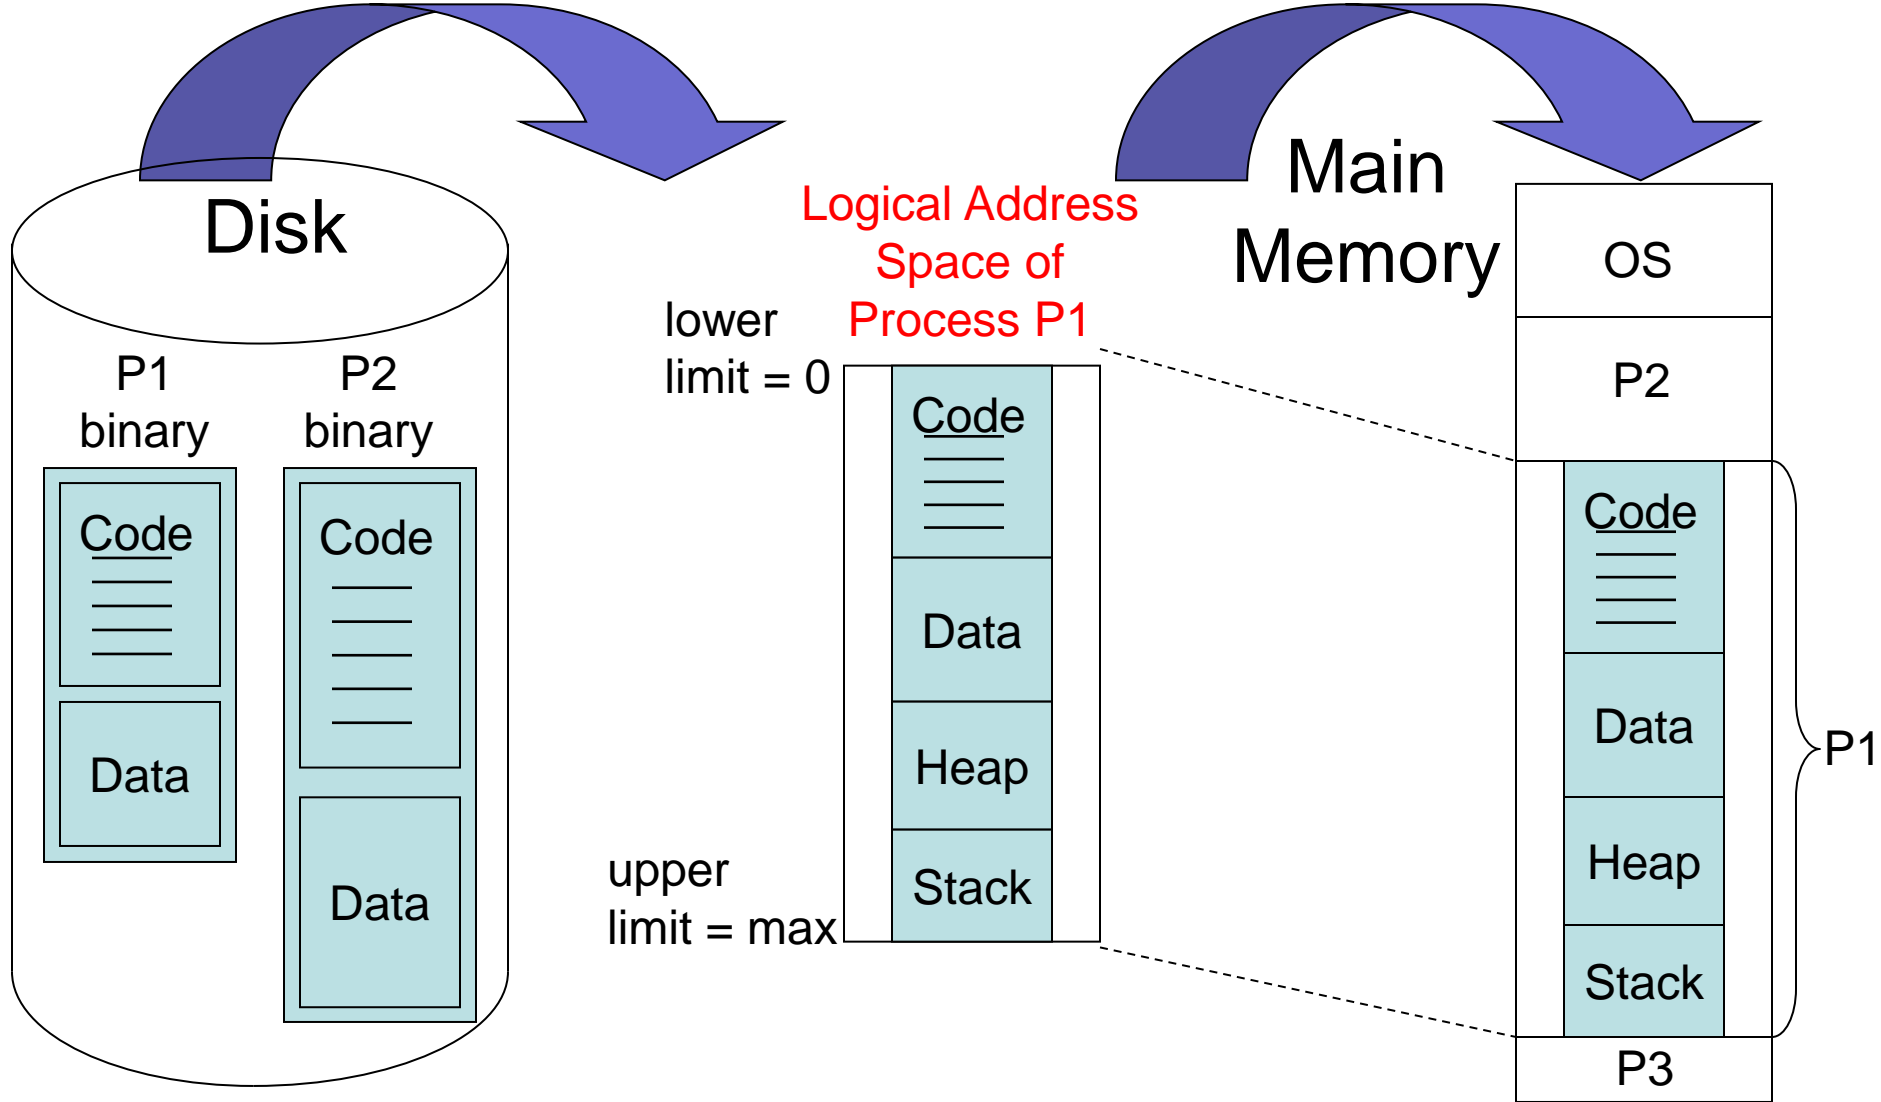 Disk
P1
binary
P2
binary
Code
Data
Code
Data
Logical Address
Space of
Process P1
lower
limit = 0
upper
limit = max
Code
Data
Heap
Stack
Main
Memory
OS
P2
Code
Data
Heap
Stack
P1
P3